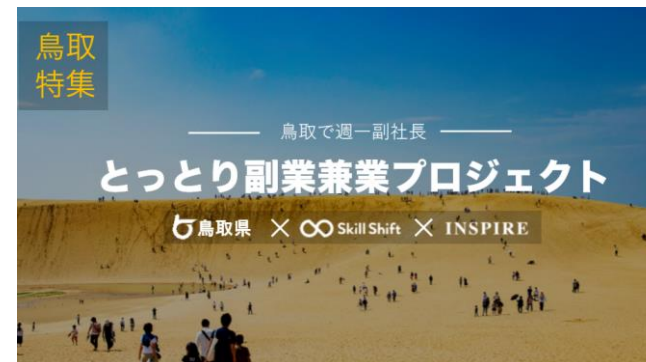 鳥取
特集
鳥取で週一副社長
とっとり副業兼業プロジェクト
鳥取県 × Skill Shift × INSPIRE